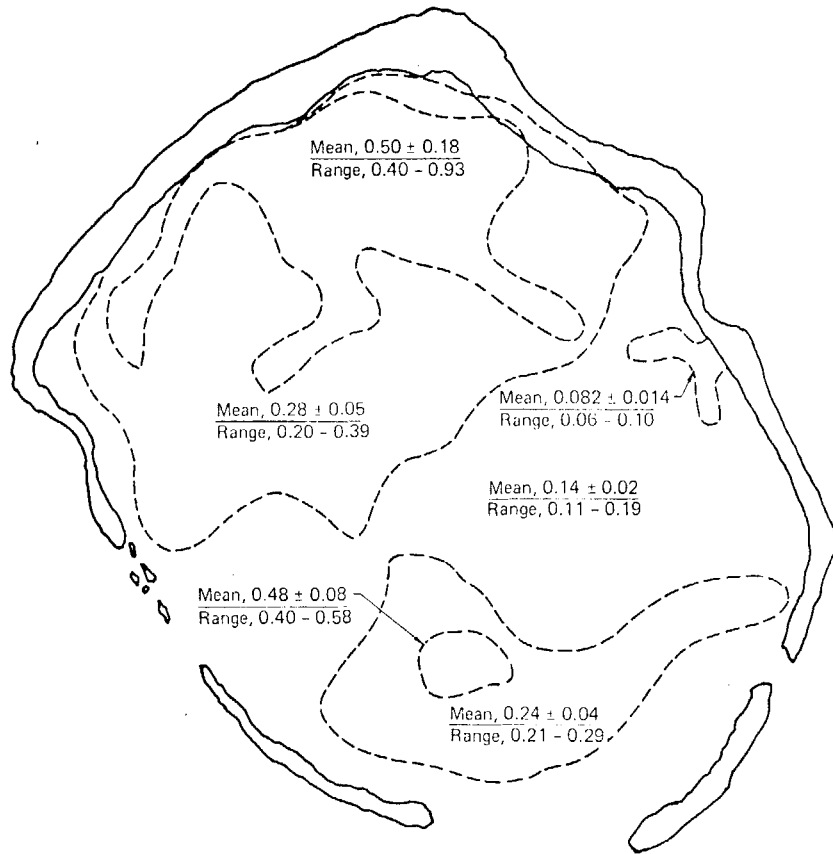 Mean, 0.50 ± 0.18
Range, 0.40 – 0.93
Mean, 0.28 ± 0.05
Range, 0.20 – 0.39
Mean, 0.082 ± 0.014
Range, 0.06 – 0.10
Mean, 0.14 ± 0.02
Range, 0.11 – 0.19
Mean, 0.48 ± 0.08
Range, 0.40 – 0.58
Mean, 0.24 ± 0.04
Range, 0.21 – 0.29